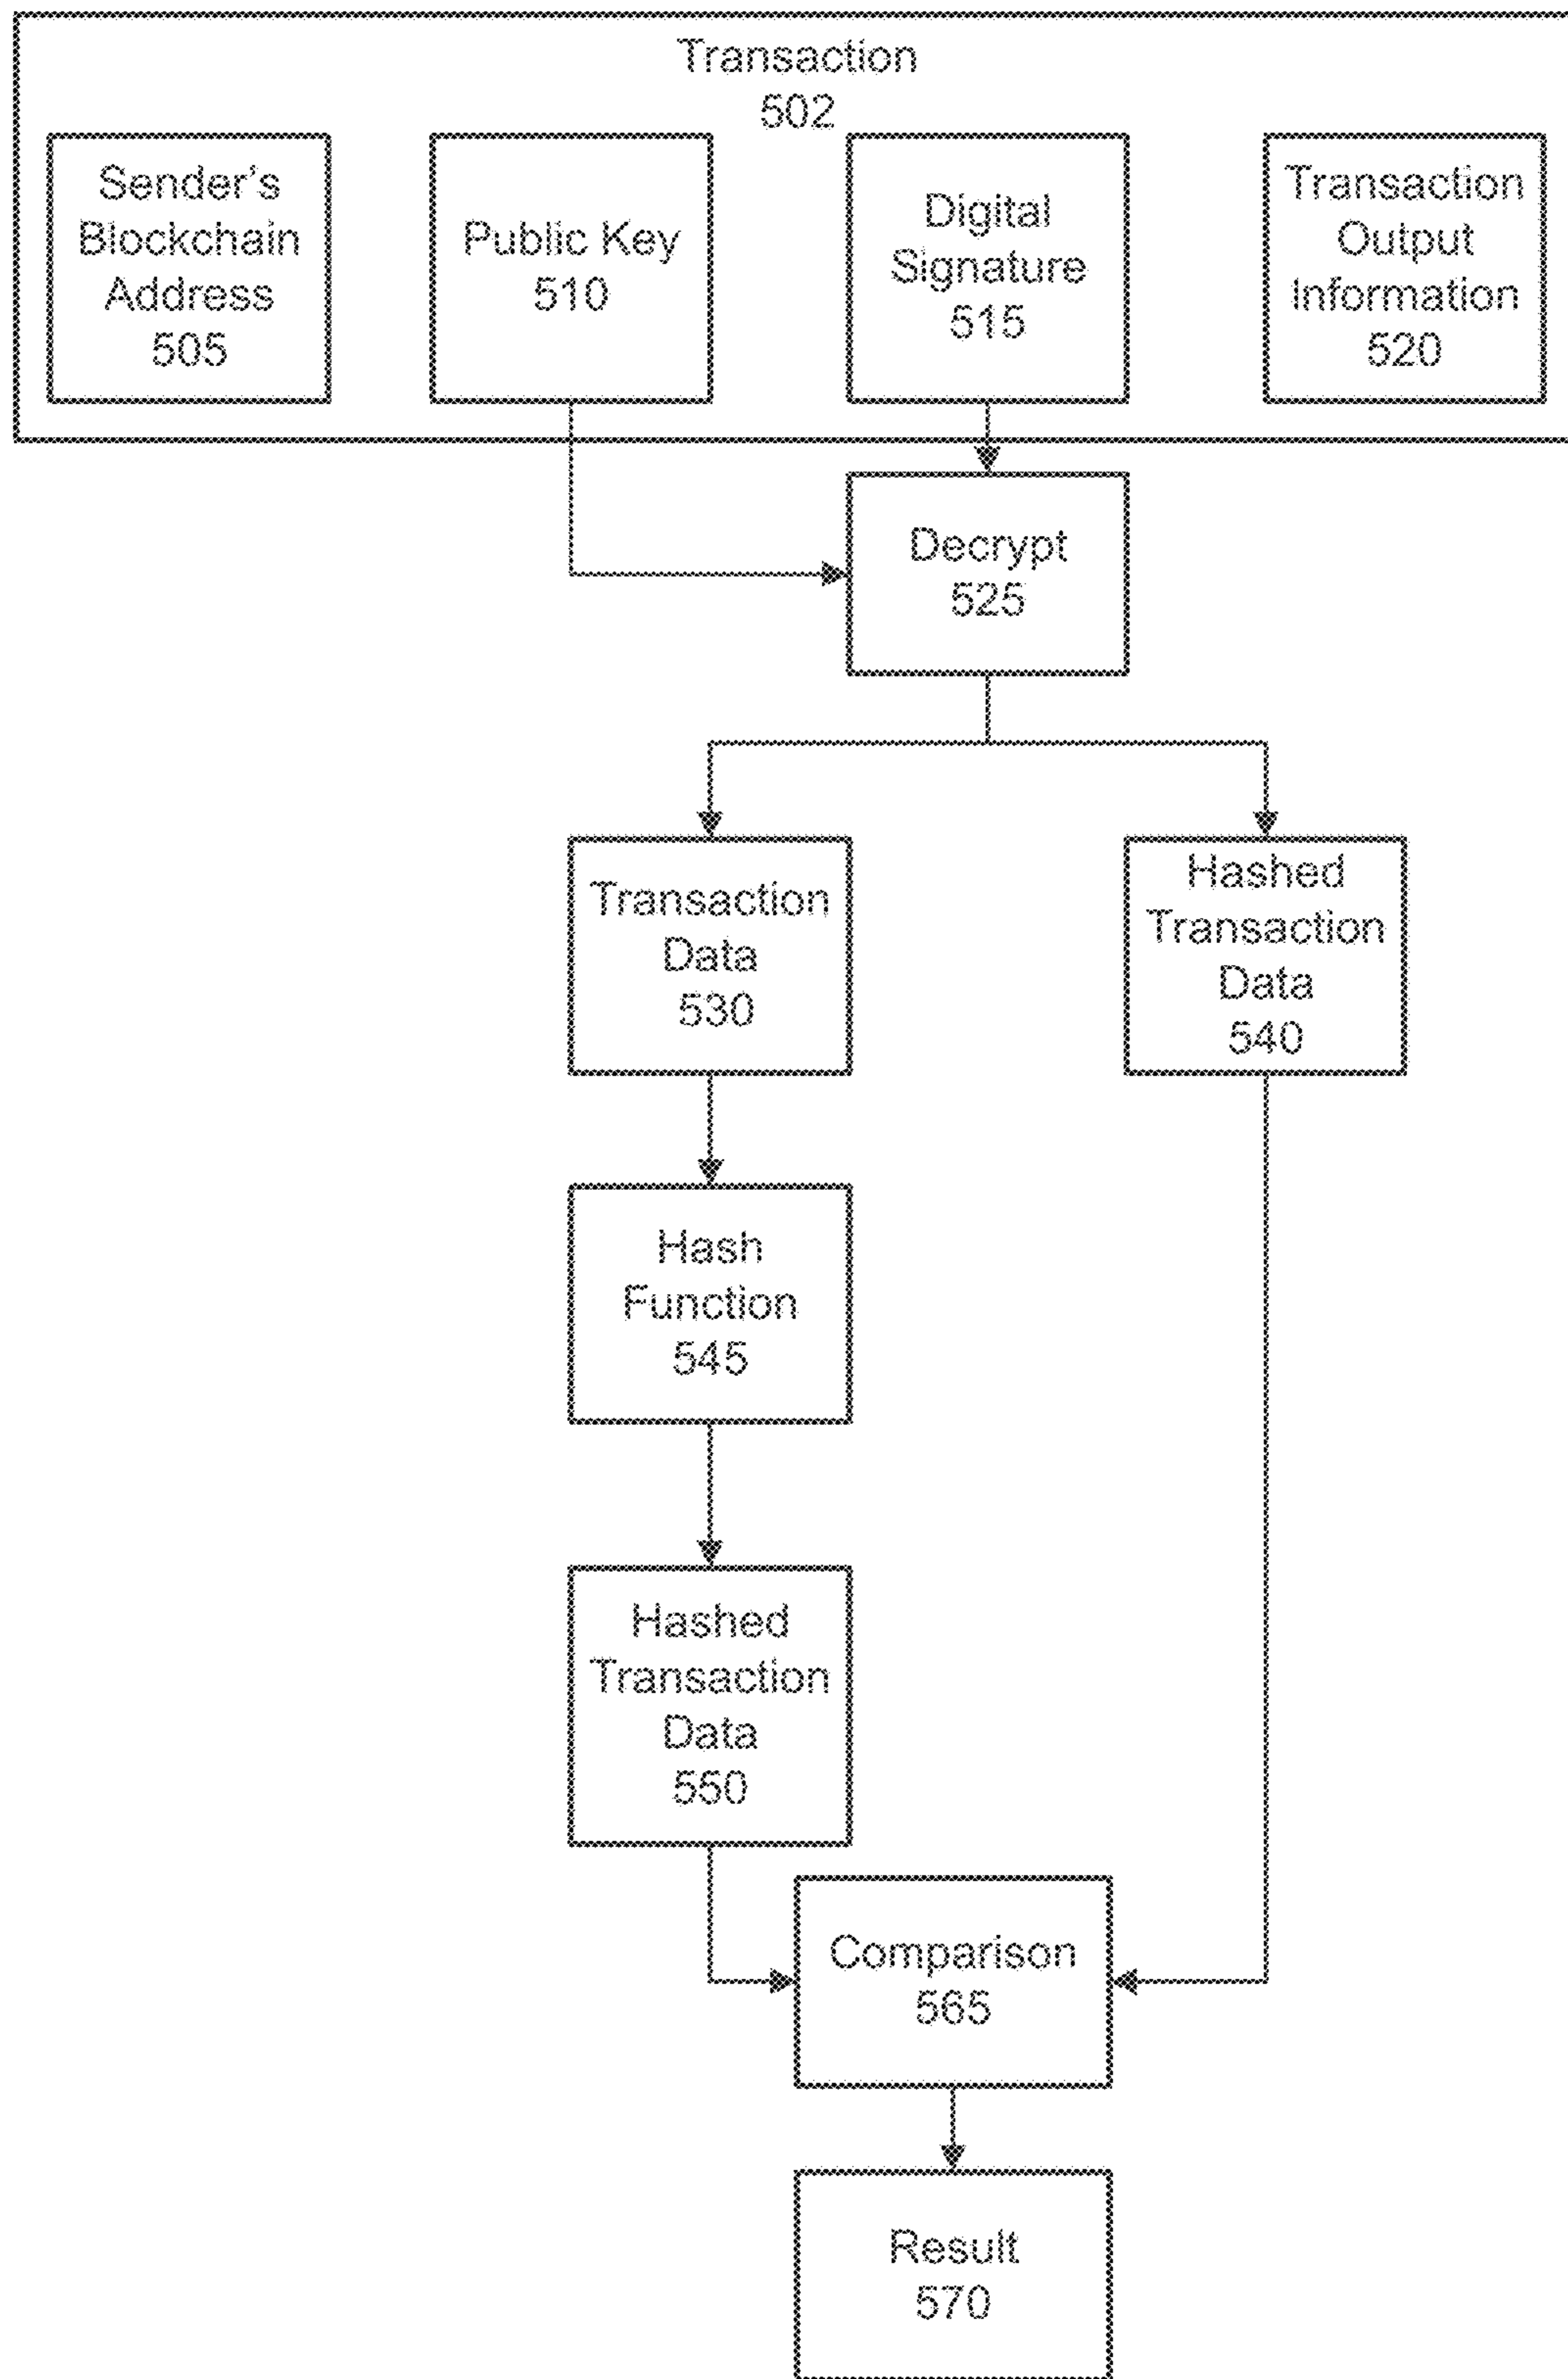 Transaction
502
Sender's
Blockchain
Address
505
Public Key
510
Digital
Signature
515
Transaction
Output
Information
520
Decrypt
525
Transaction
Data
530
Hashed
Transaction
Data
540
Hash
Function
545
Hashed
Transaction
Data
550
Comparison
565
Result
570